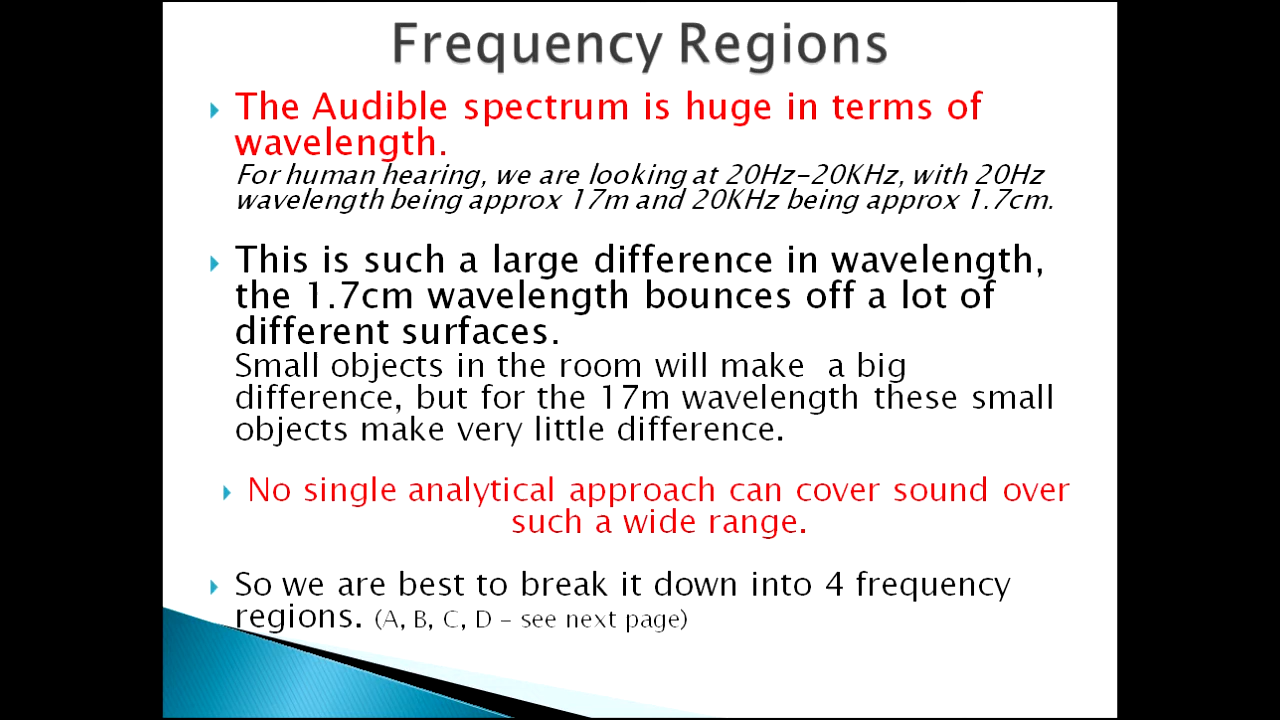 Frequency Regions
The Audible spectrum is huge in terms of
wavelength.
For human hearing, we are looking at 20Hz-20KHz, with 20Hz
wavelength being approx 17m and 20KHz being approx 1.7cm.
This is such a large difference in wavelength,
the 1.7cm wavelength bounces off a lot of
different surfaces.
Small objects in the room will make  a big
difference, but for the 17m wavelength these small
objects make very little difference.
No single analytical approach can cover sound over
such a wide range.
So we are best to break it down into 4 frequency
regions. (A, B, C, D – see next page)